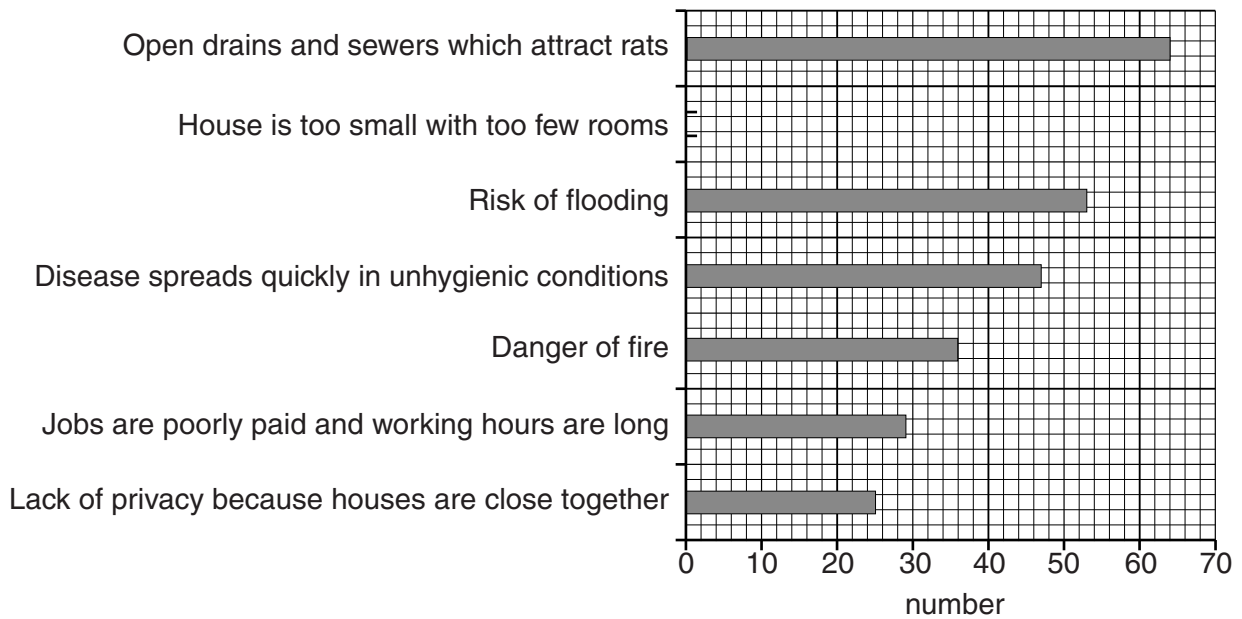 Open drains and sewers which attract rats
House is too small with too few rooms
Risk of flooding
Disease spreads quickly in unhygienic conditions
Danger of fire
Jobs are poorly paid and working hours are long
Lack of privacy because houses are close together
0 10 20 30 40 50 60 70
number